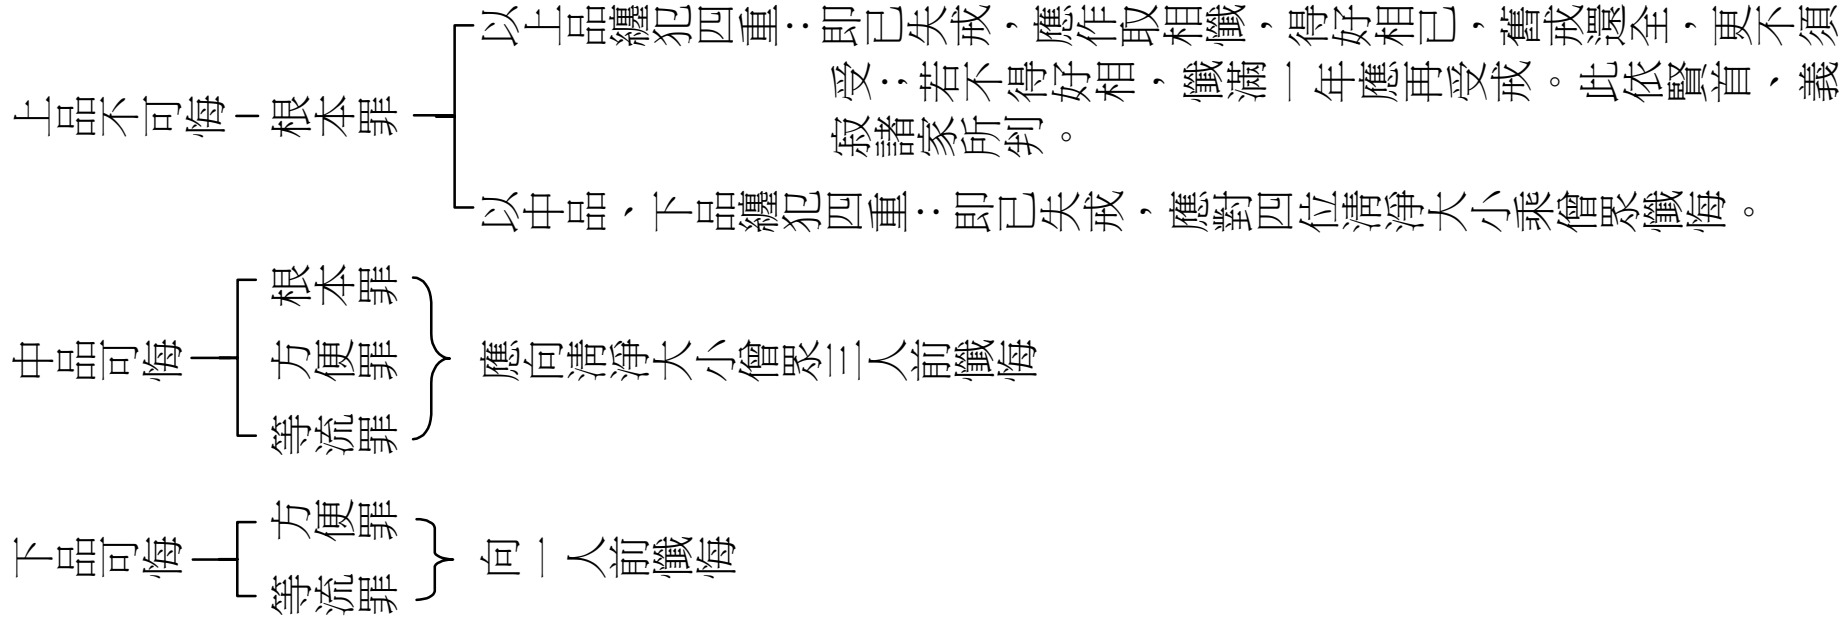 上品不可悔－根本罪
以上品纏犯四重：即已失戒，應作取相懺，得好相已，舊戒還全，更不須
受；若不得好相，懺滿一年應再受戒。此依賢首、義
寂諸家所判。
以中品、下品纏犯四重：即已失戒，應對四位清淨大小乘僧眾懺悔。
中品可悔
根本罪
方便罪
等流罪
應向清淨大小僧眾三人前懺悔
下品可悔
方便罪
等流罪
向一人前懺悔